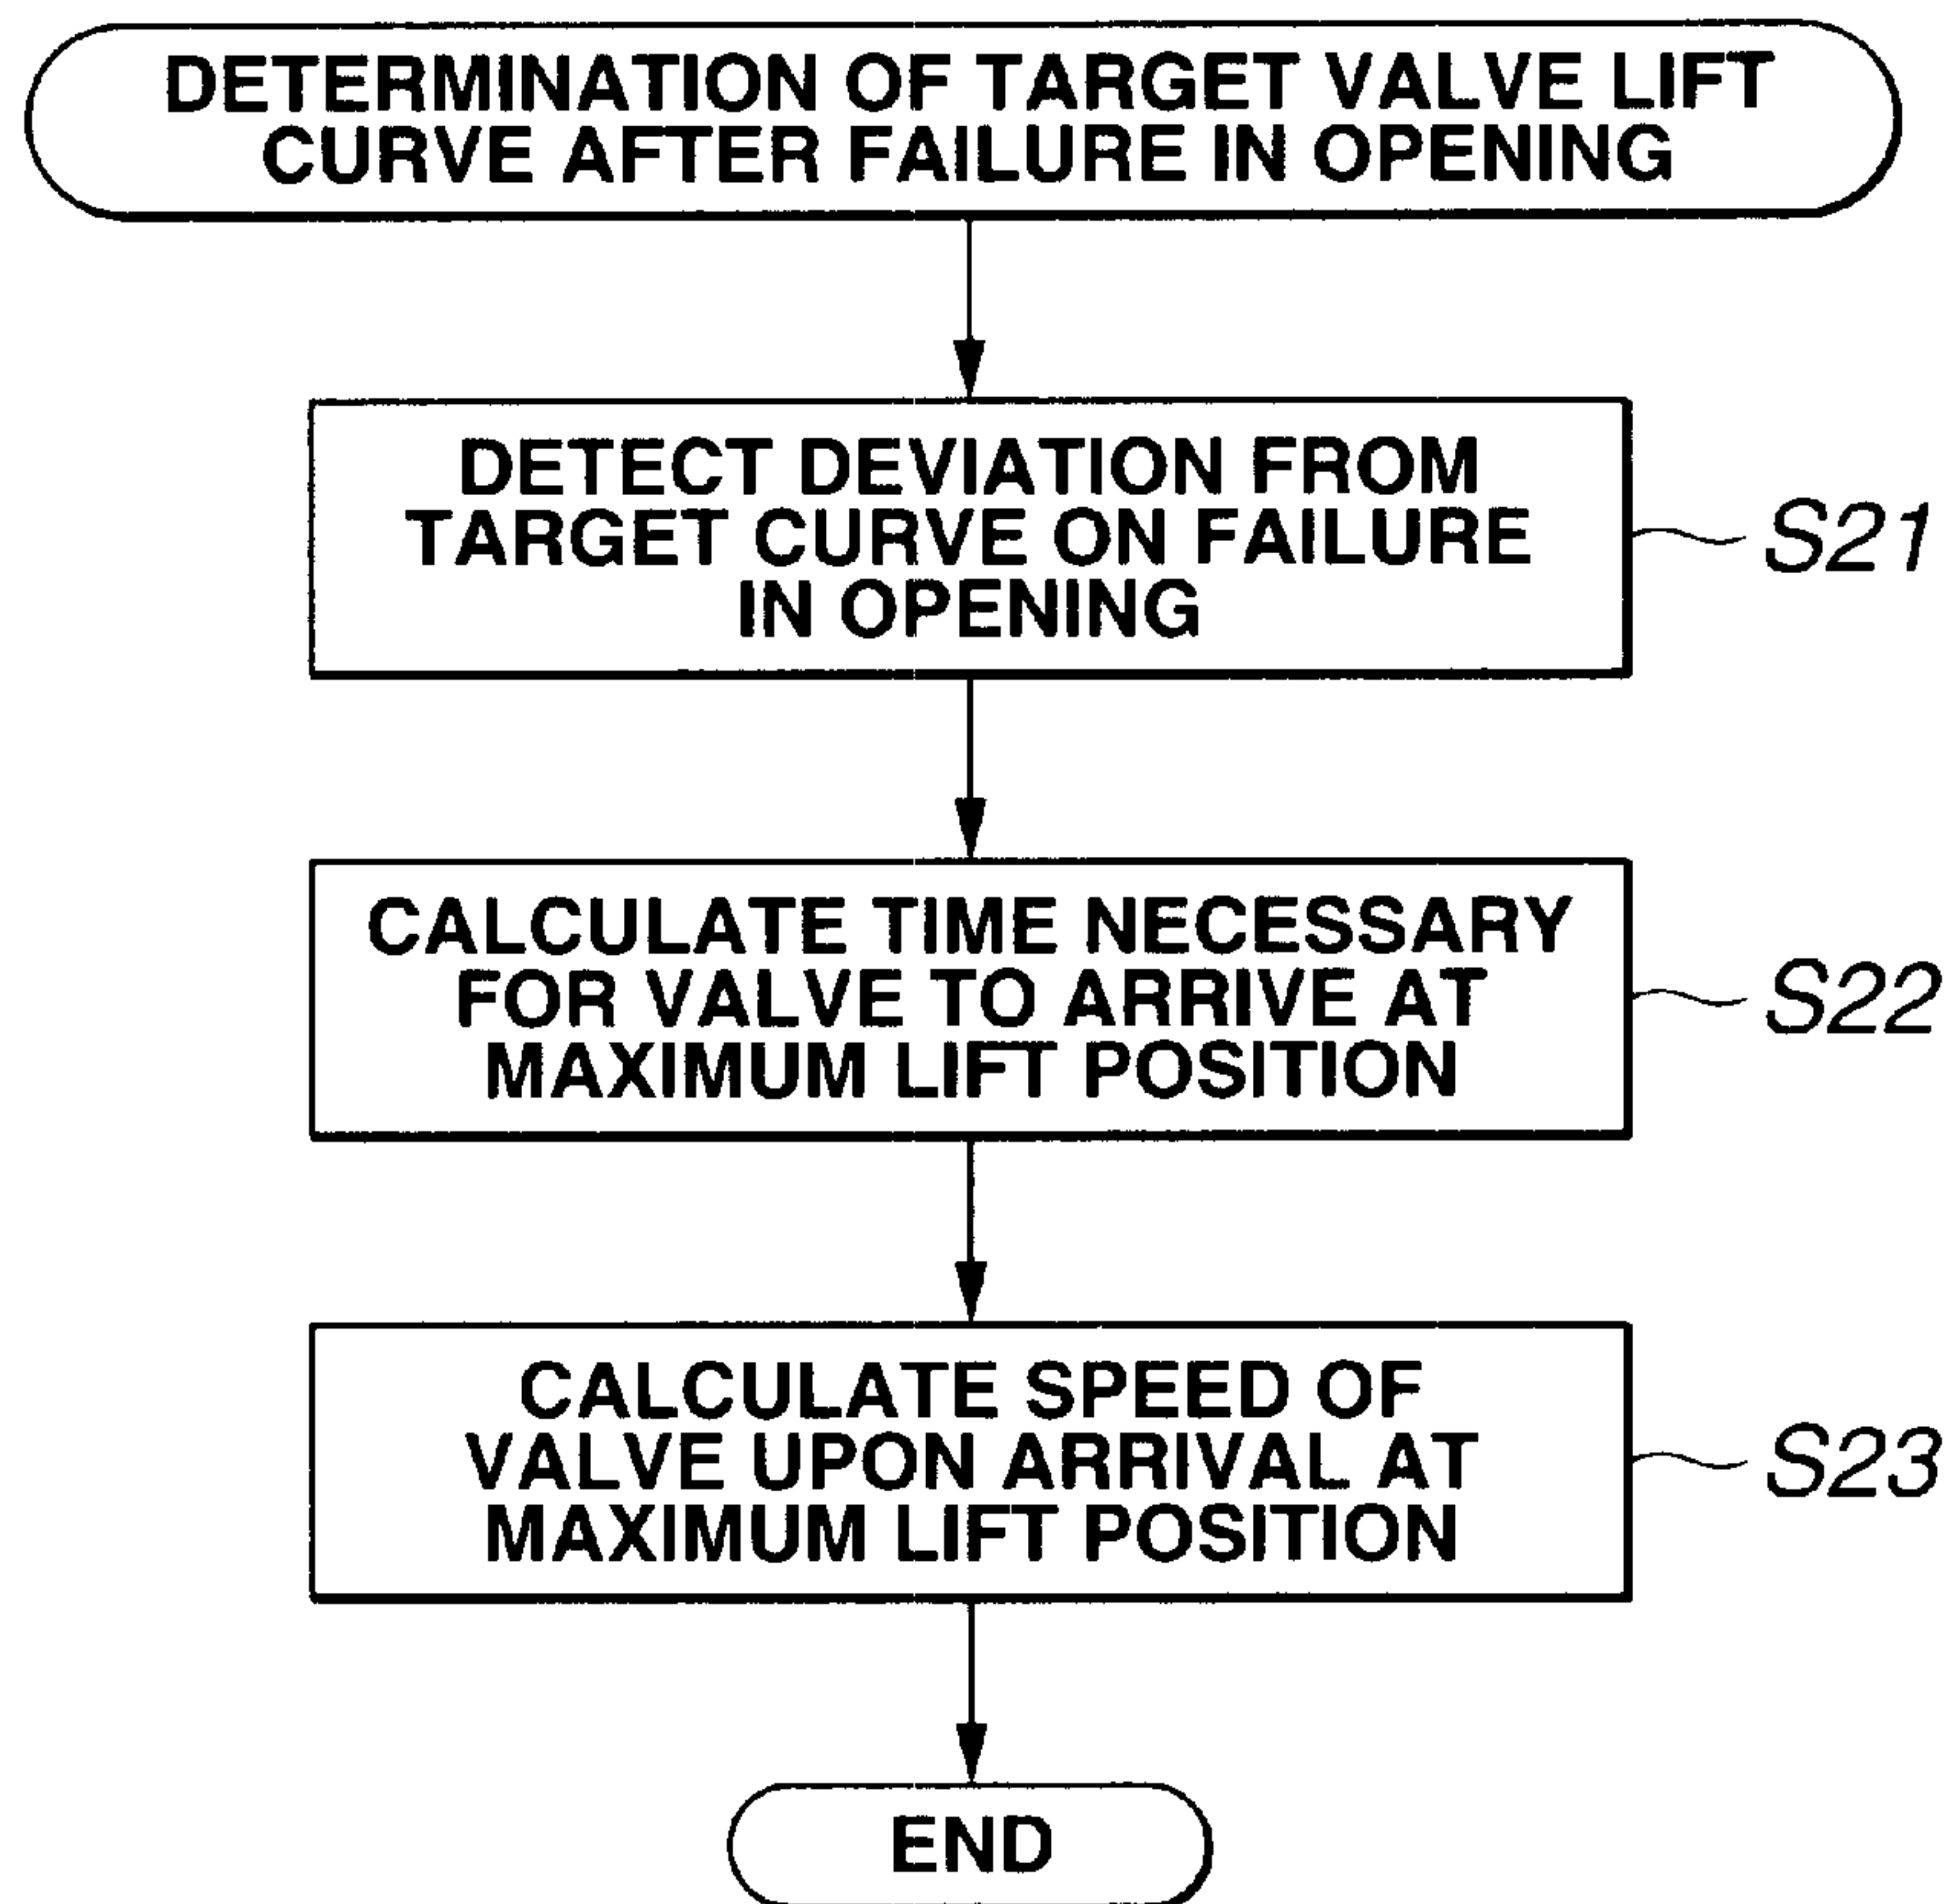 DETERMINATION OF TARGET VALVE LIFT
CURVE AFTER FAILURE IN OPENING
DETECT DEVIATION FROM
TARGET CURVE ON FAILURE
IN OPENING
S21
CALCULATE TIME NECESSARY
FOR VALVE TO ARRIVE AT
MAXIMUM LIFT POSITION
S22
CALCULATE SPEED OF
VALVE UPON ARRIVAL AT
MAXIMUM LIFT POSITION
S23
END